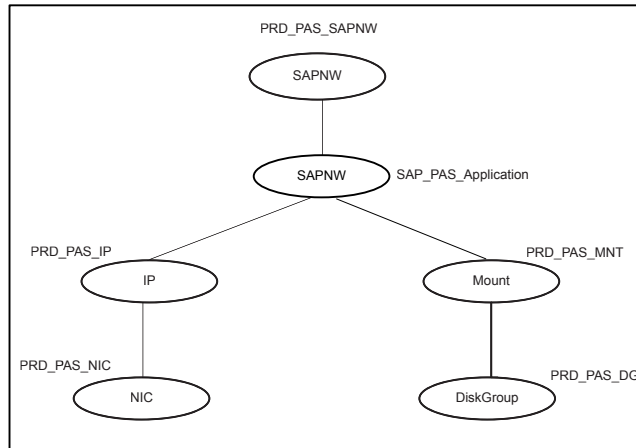 PRD_PAS_SAPNW
SAPNW
SAPNW
SAP_PAS_Application
PRD_PAS_IP
IP
PRD_PAS_MNT
Mount
PRD_PAS_NIC
NIC
PRD_PAS_DG
DiskGroup